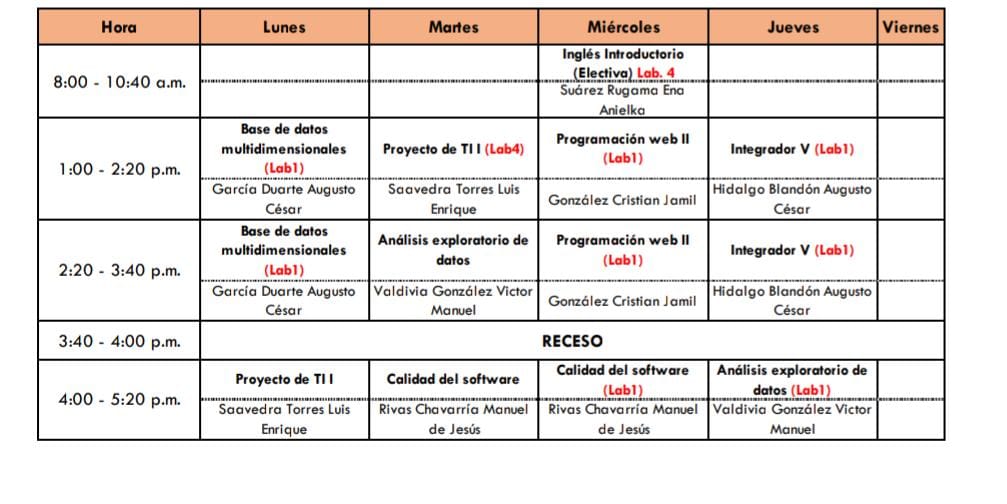 Hora Lunes Martes Miércoles Jueves Viernes
8:00 - 10:40 a.m.
Inglés Introductorio
(Electiva) Lab. 4
Suárez Rugama Ena
Anielka
1:00 - 2:20 p.m.
Base de datos
multidimensionales
(Lab1)
García Duarte Augusto
César
Proyecto de TI I (Lab4)
Saavedra Torres Luis
Enrique
Programación web II
(Lab1)
González Cristian Jamil
Integrador V (Lab1)
Hidalgo Blandón Augusto
César
2:20 - 3:40 p.m.
Base de datos
multidimensionales
(Lab1)
García Duarte Augusto
César
Análisis exploratorio de
datos
Valdivia González Victor
Manuel
Programación web II
(Lab1)
González Cristian Jamil
Integrador V (Lab1)
Hidalgo Blandón Augusto
César
3:40 - 4:00 p.m.
RECESO
4:00 - 5:20 p.m.
Proyecto de TI I
Saavedra Torres Luis
Enrique
Calidad del software
Rivas Chavarría Manuel
de Jesús
Calidad del software
(Lab1)
Rivas Chavarría Manuel
de Jesús
Análisis exploratorio de
datos (Lab1)
Valdivia González Victor
Manuel